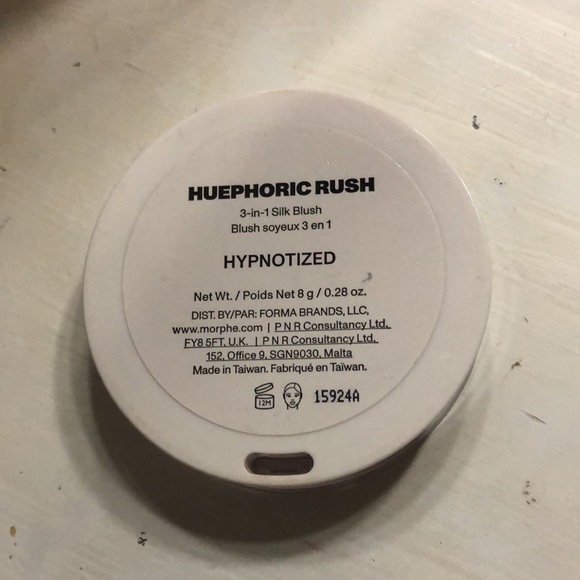 HUEPHORIC RUSH
3-in-1 Silk Blush
Blush soyeux 3 en 1
HYPNOTIZED
Net Wt. / Poids Net 8 g / 0.28 oz.
DIST. BY/PAR: FORMA BRANDS, LLC,
www.morphe.com | P N R Consultancy Ltd,
FY8 5FT, U.K. | P N R Consultancy Ltd,
152, Office 9, SGN9030, Malta
Made in Taiwan. Fabriqué en Taïwan.
12M 15924A